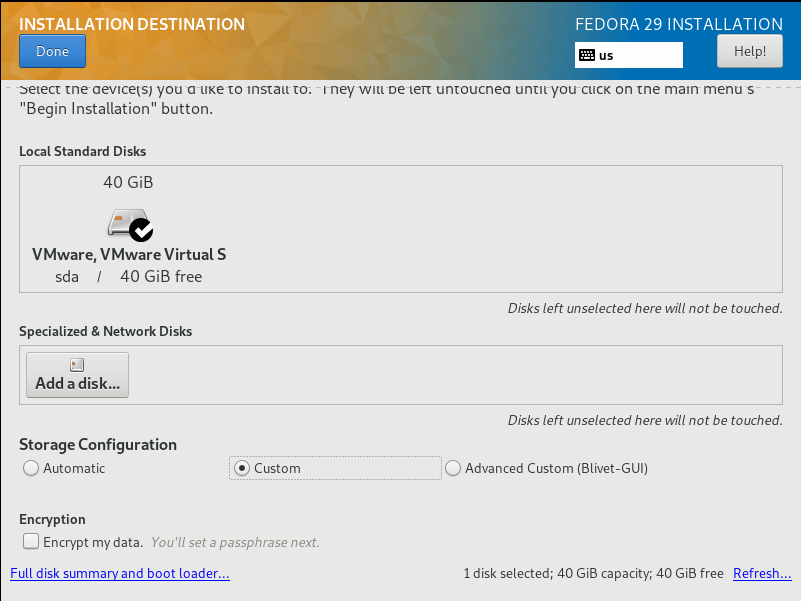 INSTALLATION DESTINATION
FEDORA 29 INSTALLATION
Done
us
Help!
Select the device(s) you'd like to install to. They will be left untouched until you click on the main menu's
"Begin Installation" button.
Local Standard Disks
40 GiB
VMware, VMware Virtual S
sda / 40 GiB free
Disks left unselected here will not be touched.
Specialized & Network Disks
Add a disk...
Disks left unselected here will not be touched.
Storage Configuration
Automatic
Custom
Advanced Custom (Blivet-GUI)
Encryption
Encrypt my data. You'll set a passphrase next.
Full disk summary and boot loader...
1 disk selected; 40 GiB capacity; 40 GiB free Refresh...